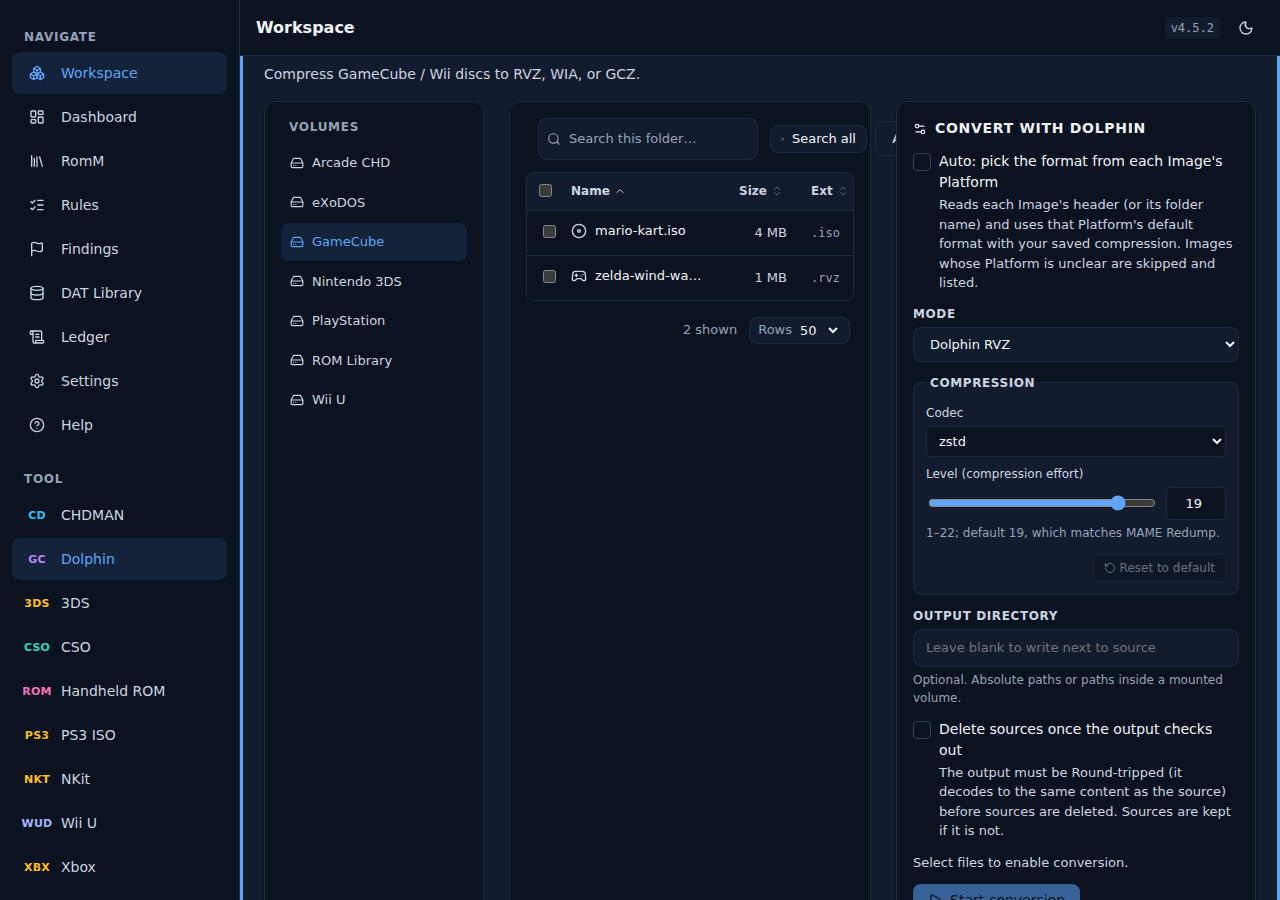 NAVIGATE
Workspace
Dashboard
RomM
Rules
Findings
DAT Library
Ledger
Settings
Help
TOOL
CD CHDMAN
GC Dolphin
3DS 3DS
CSO CSO
ROM Handheld ROM
PS3 PS3 ISO
NKT NKit
WUD Wii U
XBX Xbox
Workspace
v4.5.2
Compress GameCube / Wii discs to RVZ, WIA, or GCZ.
VOLUMES
Arcade CHD
eXoDOS
GameCube
Nintendo 3DS
PlayStation
ROM Library
Wii U
Search this folder…
Search all
Name Size Ext
mario-kart.iso 4 MB .iso
zelda-wind-wa… 1 MB .rvz
2 shown Rows 50
CONVERT WITH DOLPHIN
Auto: pick the format from each Image's
Platform
Reads each Image's header (or its folder
name) and uses that Platform's default
format with your saved compression. Images
whose Platform is unclear are skipped and
listed.
MODE
Dolphin RVZ
COMPRESSION
Codec
zstd
Level (compression effort)
19
1–22; default 19, which matches MAME Redump.
Reset to default
OUTPUT DIRECTORY
Leave blank to write next to source
Optional. Absolute paths or paths inside a mounted
volume.
Delete sources once the output checks
out
The output must be Round-tripped (it
decodes to the same content as the source)
before sources are deleted. Sources are kept
if it is not.
Select files to enable conversion.
Start conversion